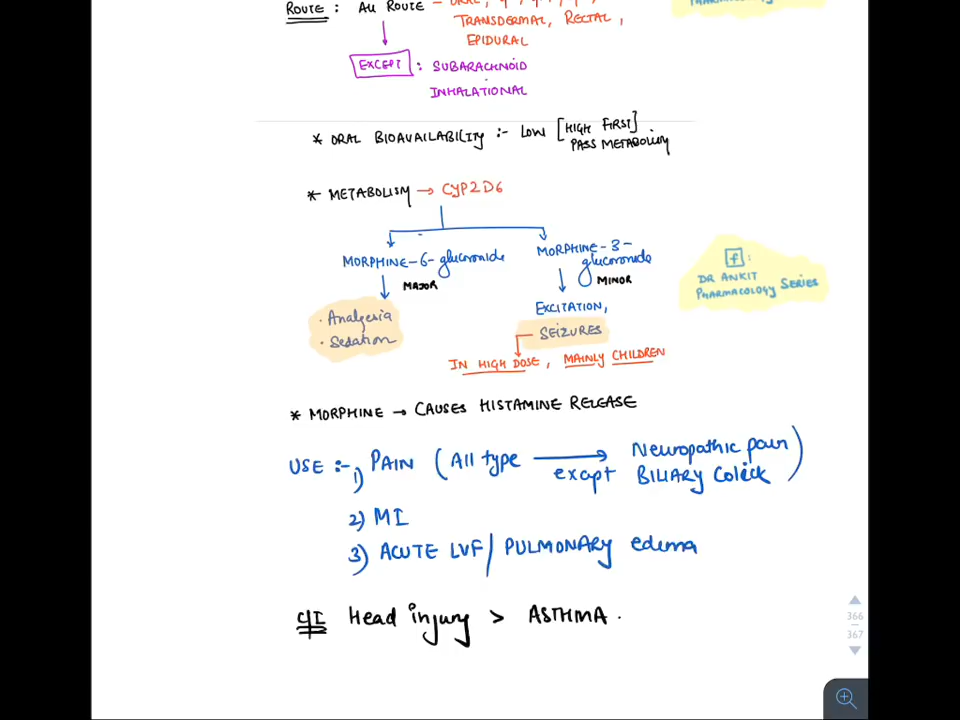 ROUTE : All ROUTE –
TRANSDERMAL, RECTAL,
EPIDURAL
EXCEPT : SUBARACHNOID
INHALATIONAL
* ORAL BIOAVAILABILITY :- LOW [HIGH FIRST]
PASS METABOLISM
* METABOLISM → CYP2D6
MORPHINE-6-glucuronide
MAJOR
MORPHINE-3-
glucoronide
MINOR
· Analgesia
· Sedation
EXCITATION,
SEIZURES
IN HIGH DOSE, MAINLY CHILDREN
f :
DR ANKIT
PHARMACOLOGY SERIES
* MORPHINE → CAUSES HISTAMINE RELEASE
USE :- 1) PAIN (All type → except Neuropathic pain
BILIARY Colick)
2) MI
3) ACUTE LVF/ PULMONARY edema
C/I Head injury > ASTHMA.
366
–
367